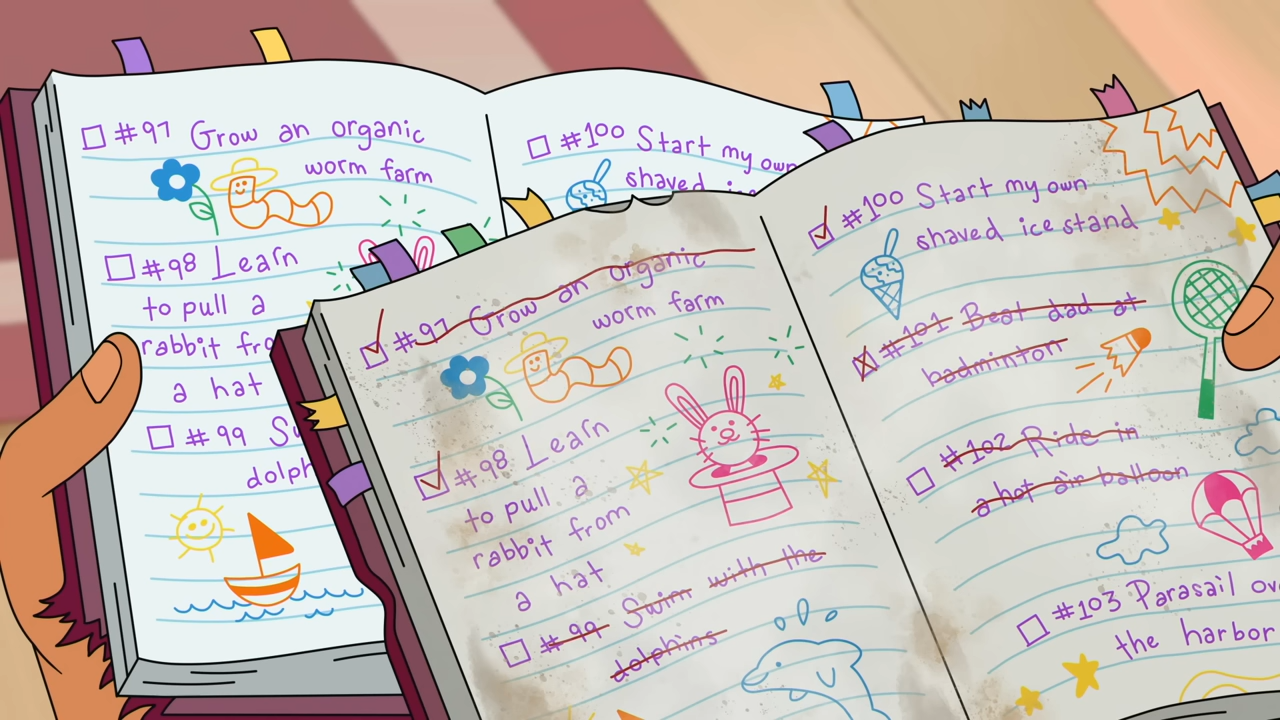 #97 Grow an organic
worm farm
#98 Learn
to pull a
rabbit fro
a hat
#99 S
dolph
#100 Start my own
shaved ice
#97 Grow an organic
worm farm
#98 Learn
to pull a
rabbit from
a hat
#99 Swim with the
dolphins
#100 Start my own
shaved ice stand
#101 Beat dad at
badminton
#102 Ride in
a hot air balloon
#103 Parasail ov
the harbor